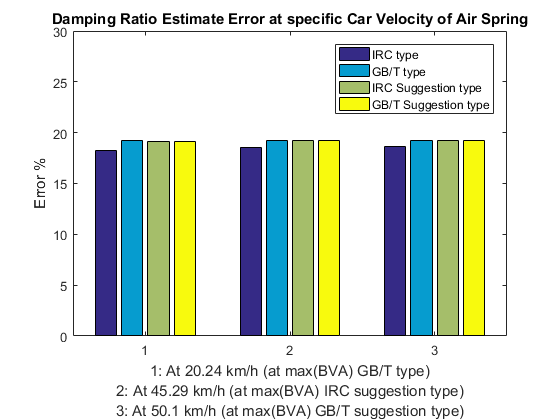 Damping Ratio Estimate Error at specific Car Velocity of Air Spring
30
25
20
15
10
5
0
Error %
IRC type
GB/T type
IRC Suggestion type
GB/T Suggestion type
1 2 3
1: At 20.24 km/h (at max(BVA) GB/T type)
2: At 45.29 km/h (at max(BVA) IRC suggestion type)
3: At 50.1 km/h (at max(BVA) GB/T suggestion type)